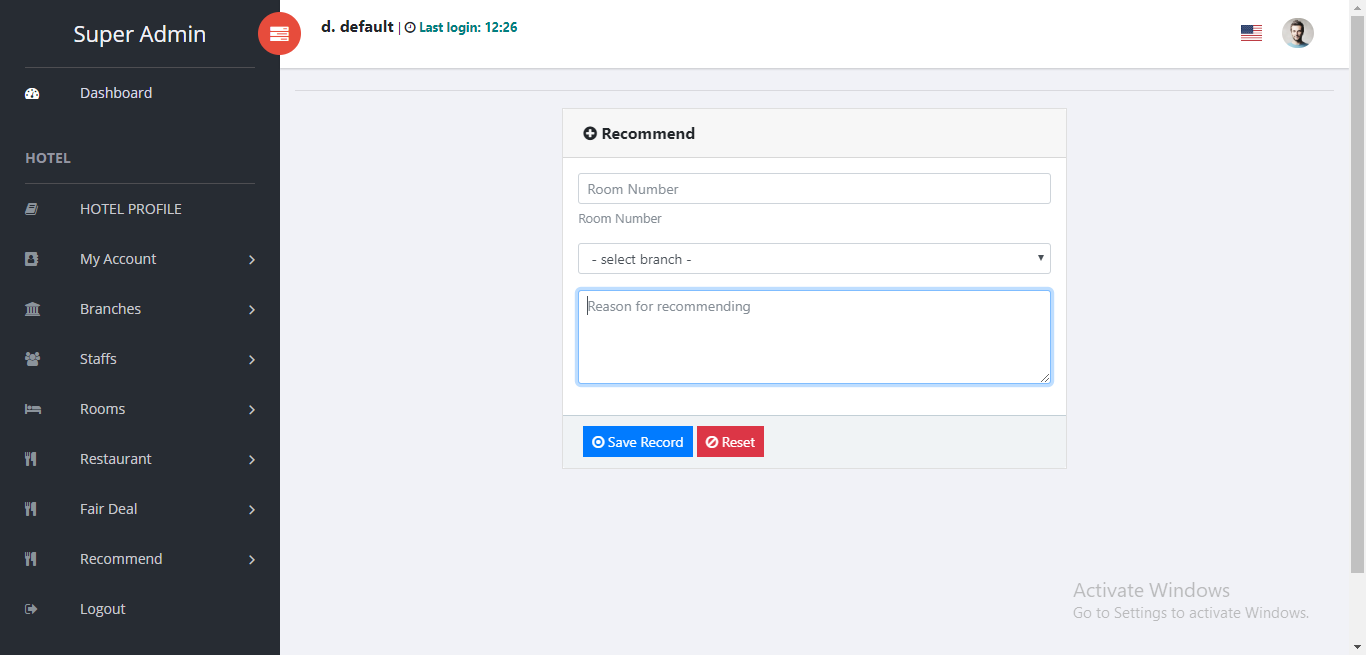 Super Admin
d. default | Last login: 12:26
Dashboard
HOTEL
HOTEL PROFILE
My Account
Branches
Staffs
Rooms
Restaurant
Fair Deal
Recommend
Logout
Recommend
Room Number
Room Number
- select branch -
Reason for recommending
Save Record
Reset
Activate Windows
Go to Settings to activate Windows.